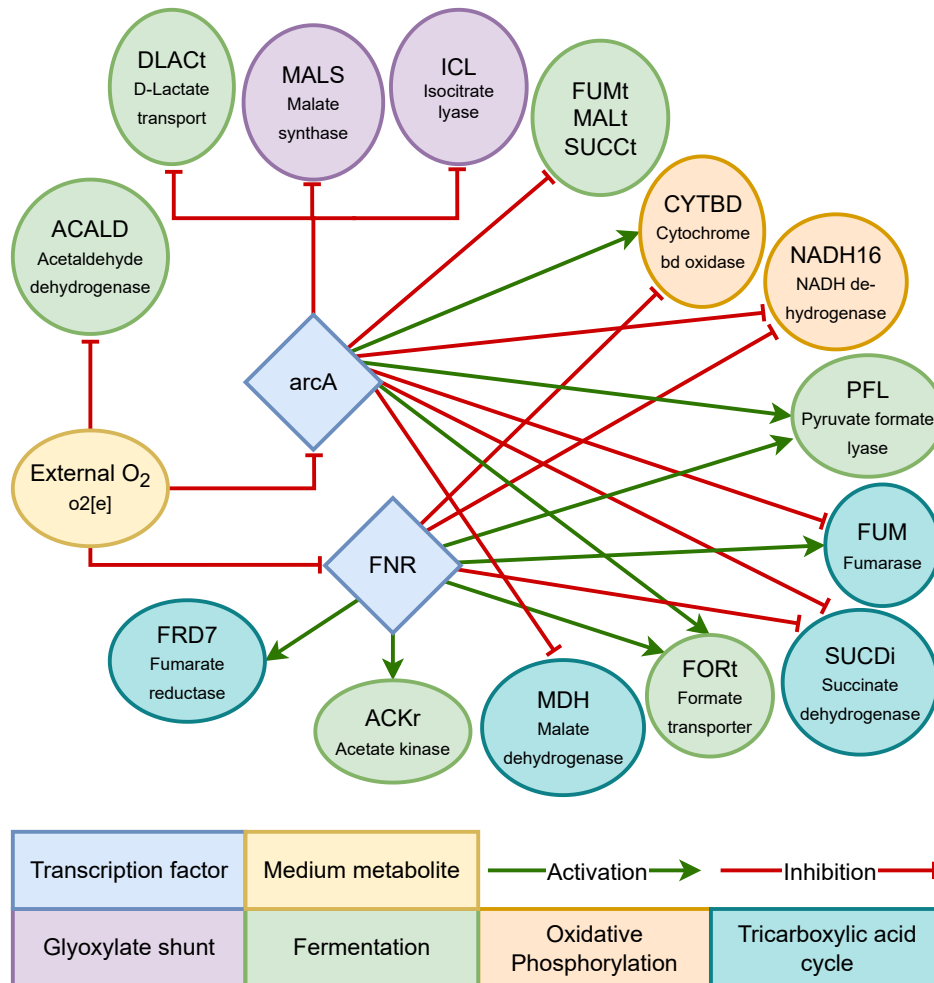 DLACt
D-Lactate
transport
MALS
Malate
synthase
ICL
Isocitrate
lyase
FUMt
MALt
SUCCt
ACALD
Acetaldehyde
dehydrogenase
CYTBD
Cytochrome
bd oxidase
NADH16
NADH de-
hydrogenase
arcA
PFL
Pyruvate formate
lyase
External O2
o2[e]
FUM
Fumarase
FNR
FRD7
Fumarate
reductase
ACKr
Acetate kinase
MDH
Malate
dehydrogenase
FORt
Formate
transporter
SUCDi
Succinate
dehydrogenase
Transcription factor
Medium metabolite
Activation
Inhibition
Glyoxylate shunt
Fermentation
Oxidative
Phosphorylation
Tricarboxylic acid
cycle